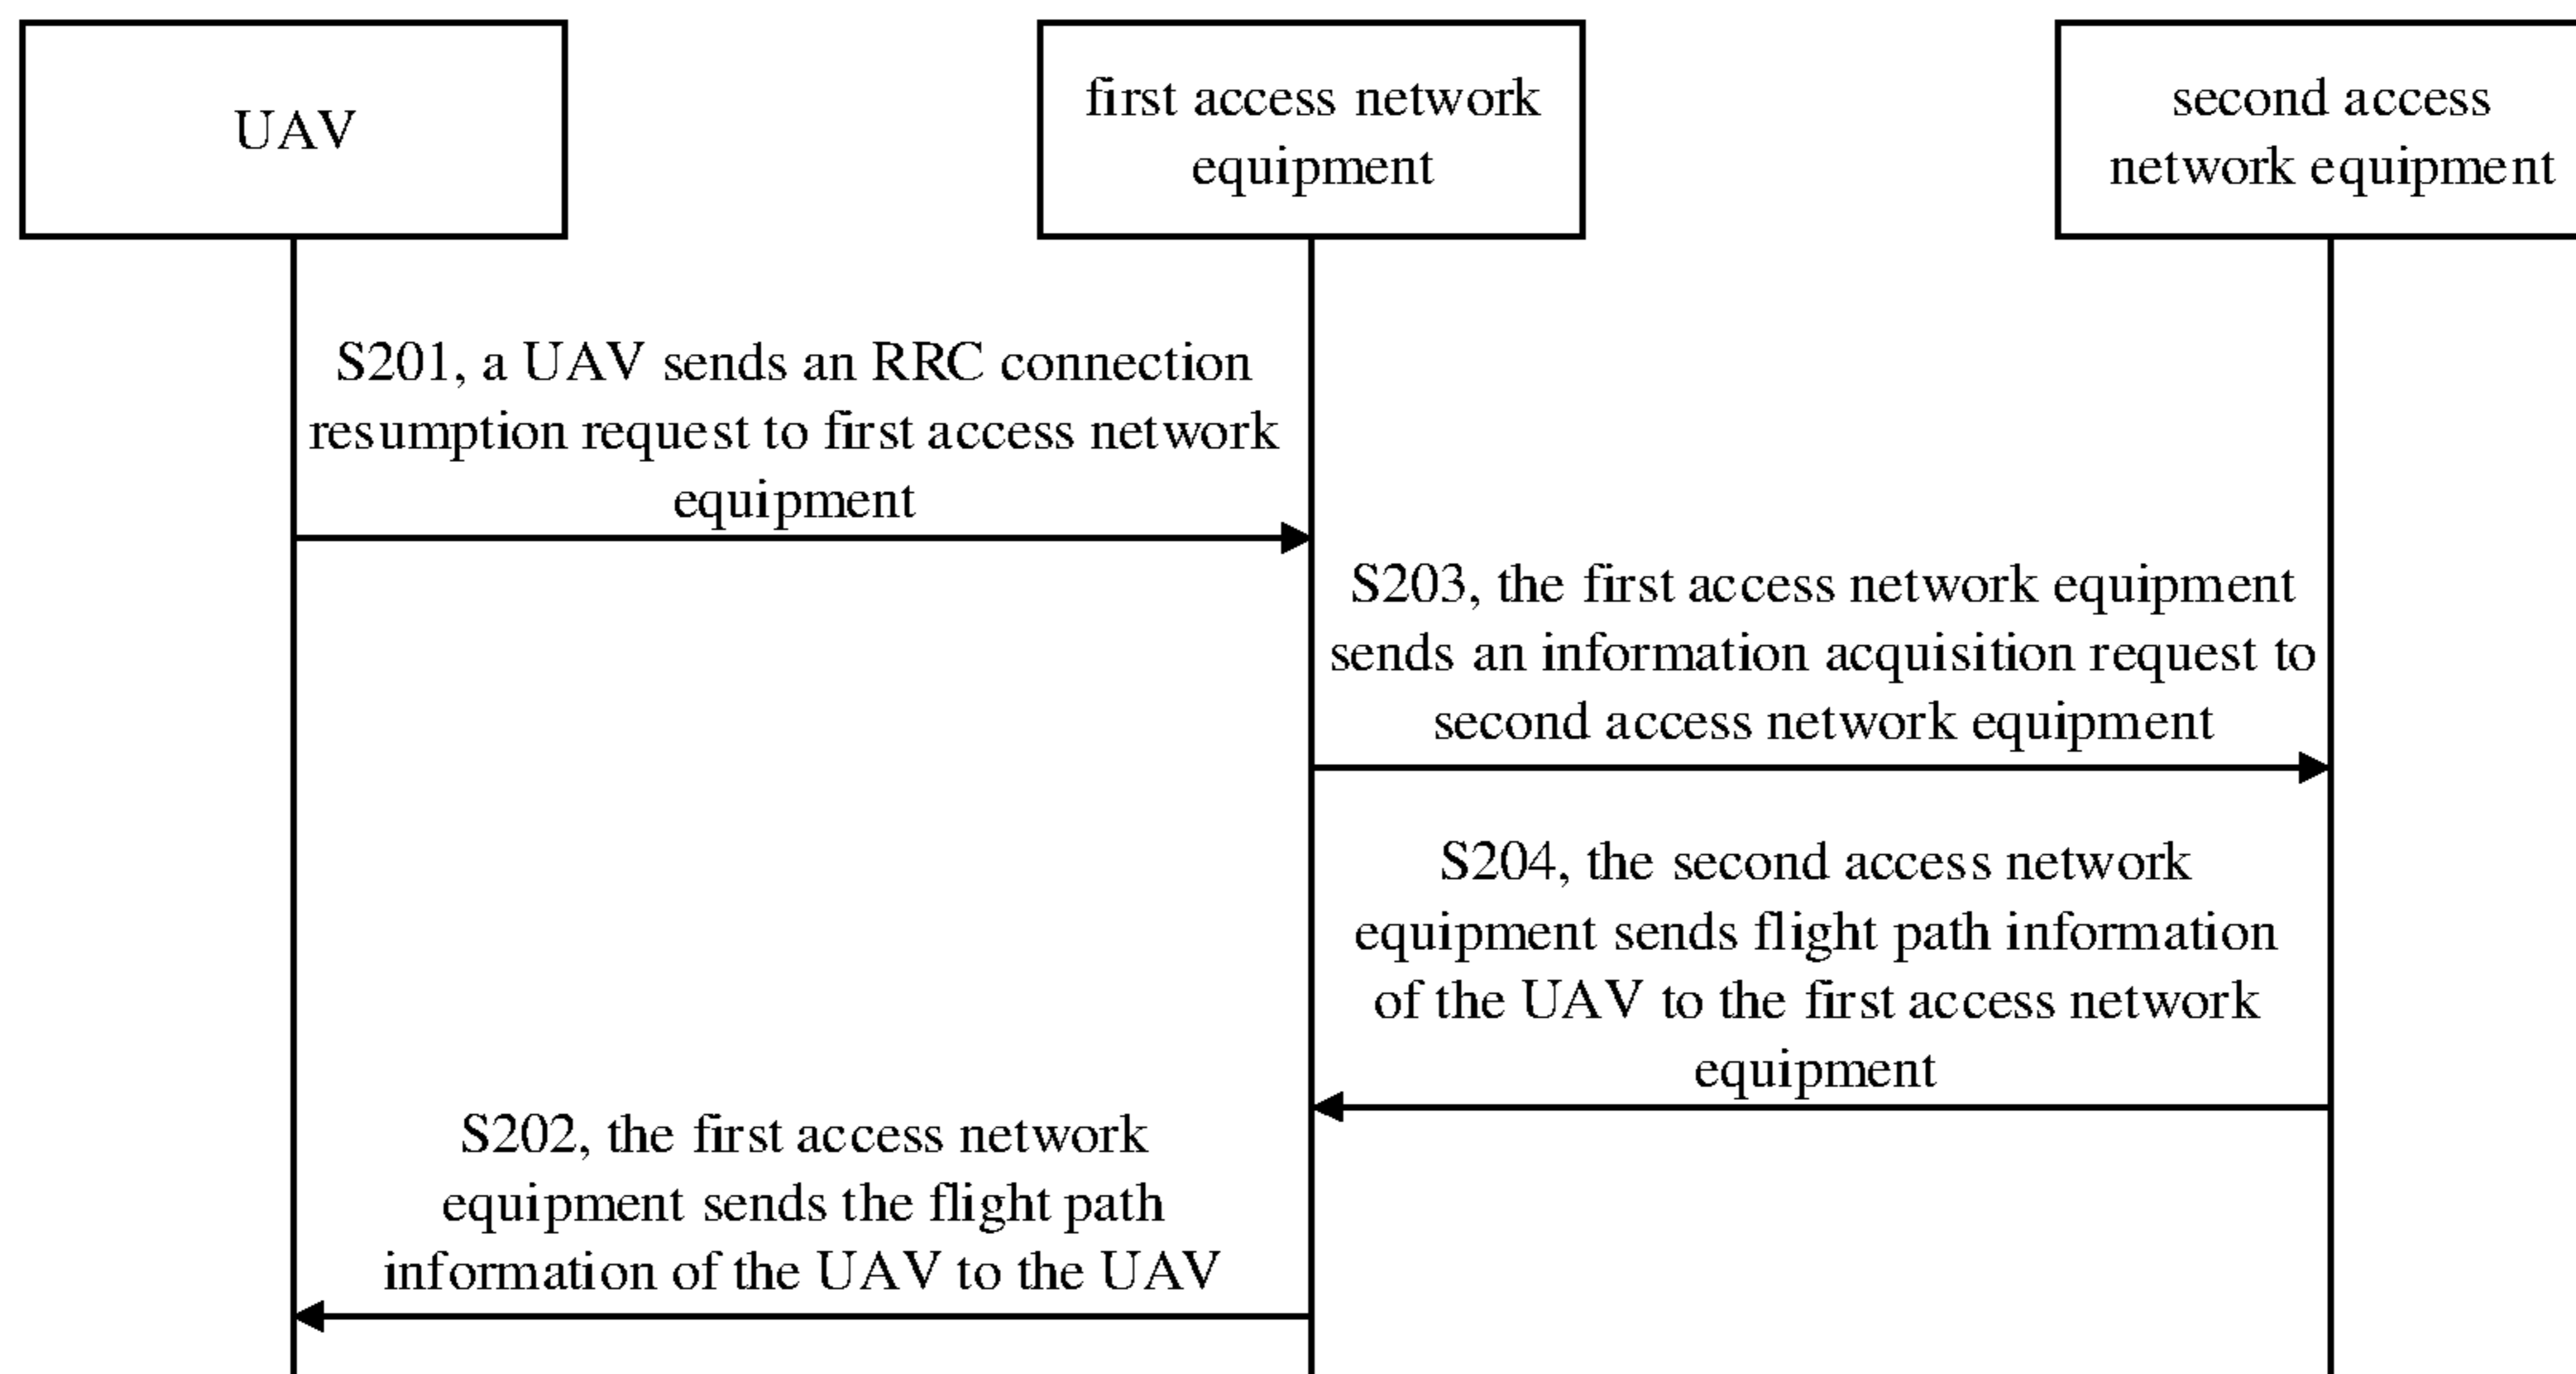 UAV
first access network
equipment
second access
network equipment
S201, a UAV sends an RRC connection
resumption request to first access network
equipment
S203, the first access network equipment
sends an information acquisition request to
second access network equipment
S204, the second access network
equipment sends flight path information
of the UAV to the first access network
equipment
S202, the first access network
equipment sends the flight path
information of the UAV to the UAV